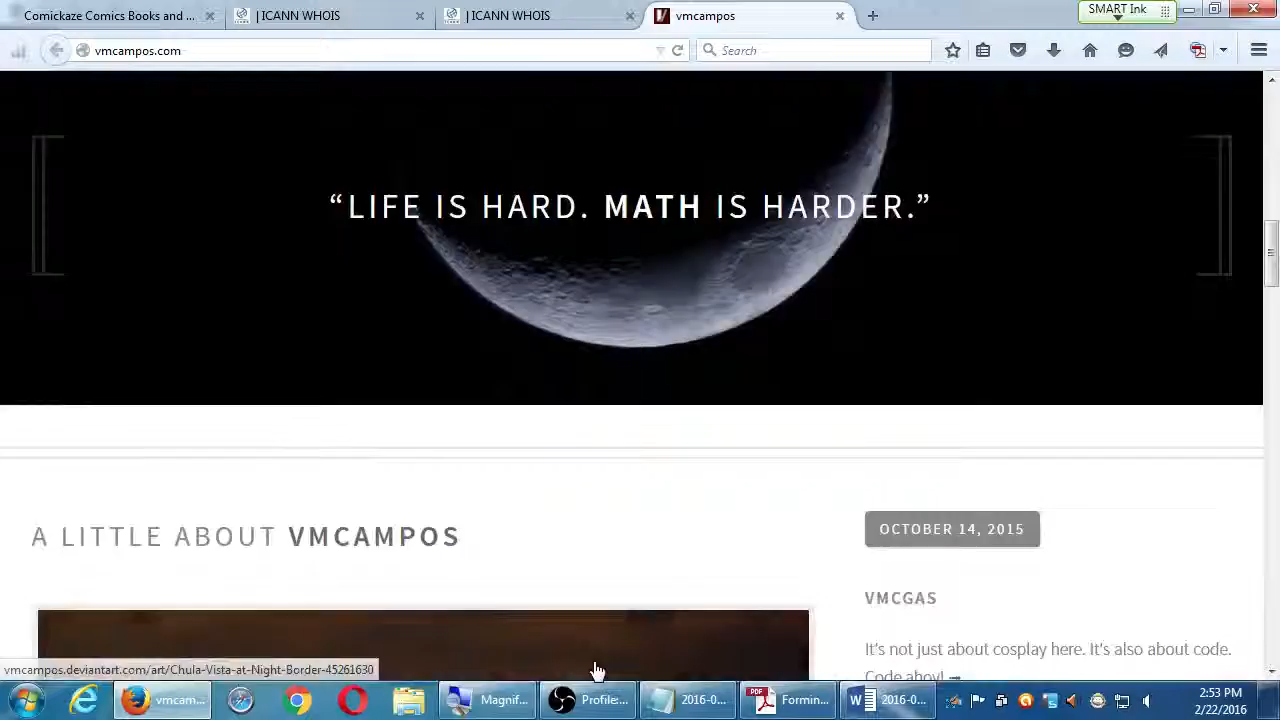 Comickaze Comics Books and ...
| ICANN WHOIS
| ICANN WHOIS
vmcampos
SMART Ink
vmcampos.com
Search
“LIFE IS HARD. MATH IS HARDER.”
A LITTLE ABOUT VMCAMPOS
OCTOBER 14, 2015
VMCGAS
It's not just about cosplay here. It's also about code.
Code ahoy! →
vmcampos.deviantart.com/art/Chula-Vista-at-Night-Border-45261630
vmcam...
Magnif...
Profile:...
2016-0...
PDF
Formin...
2016-0...
2:53 PM
2/22/2016